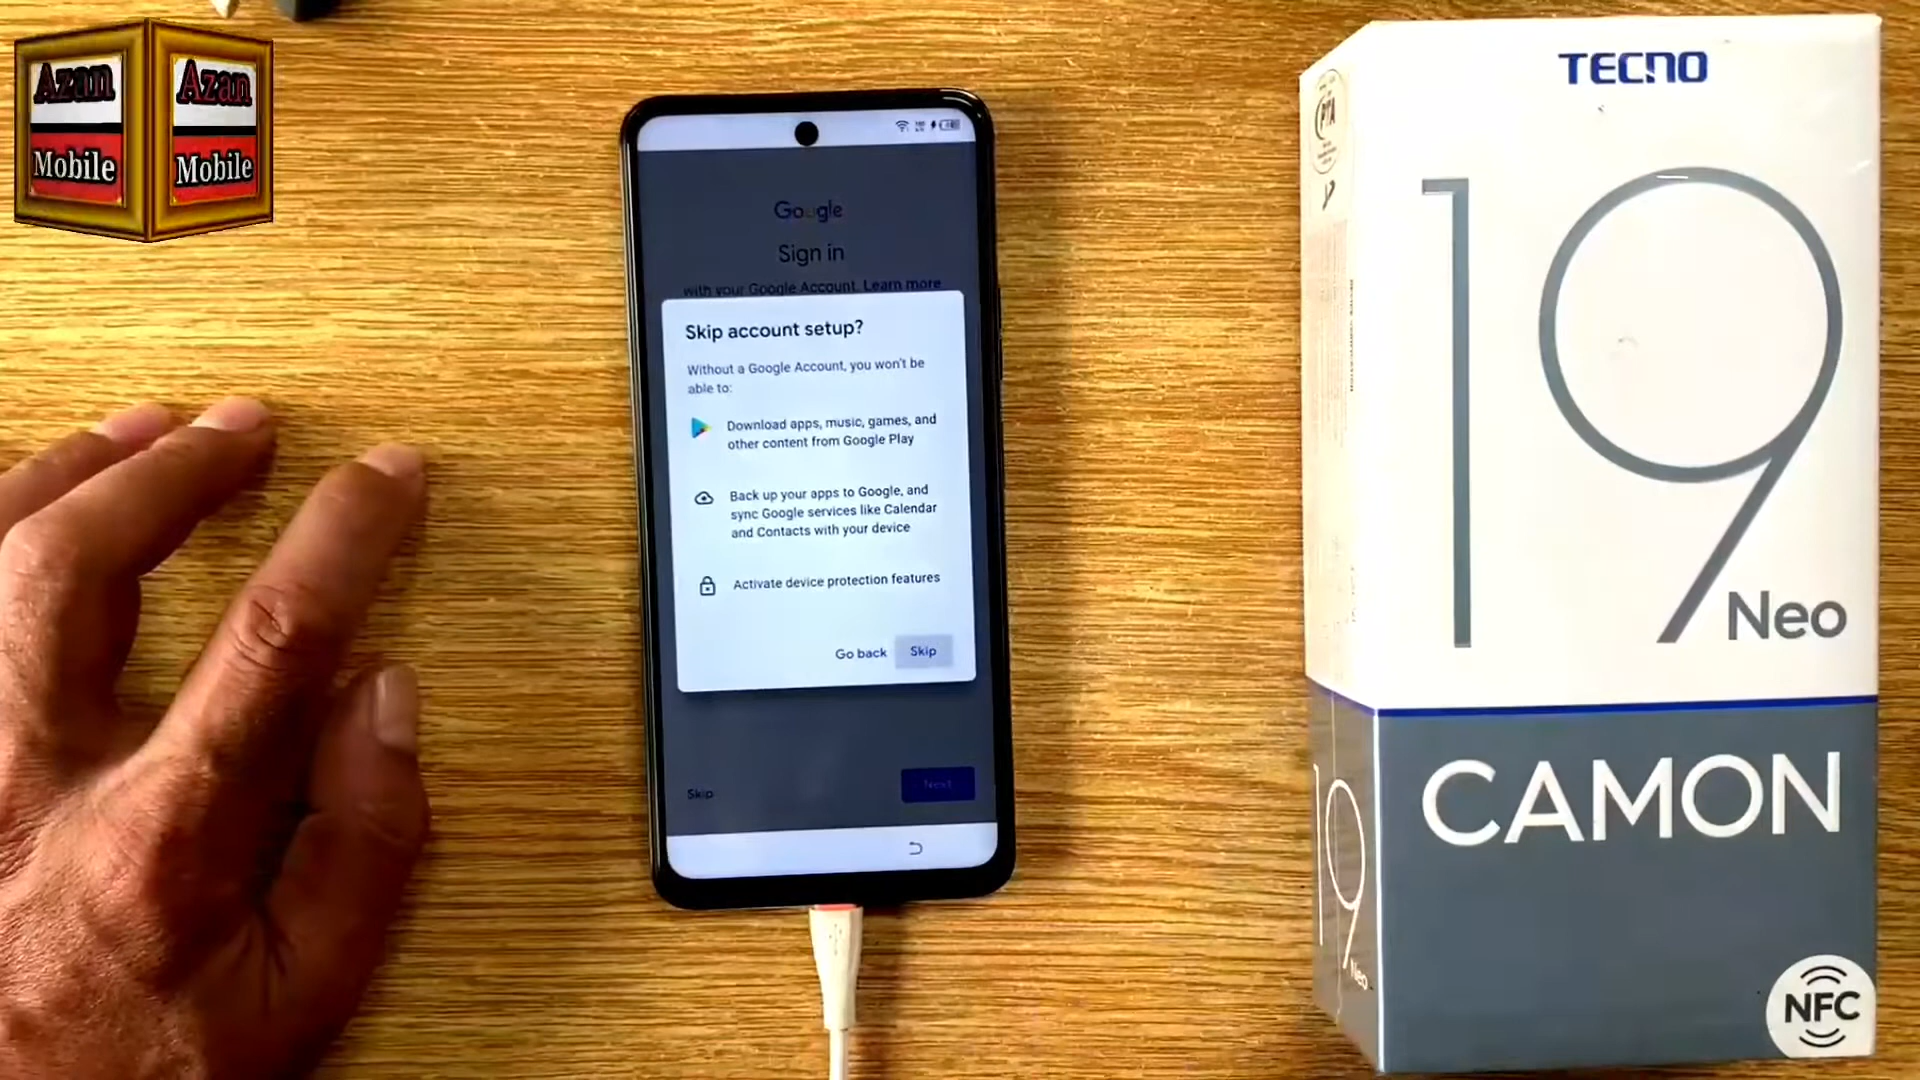 Azan
Mobile
Azan
Mobile
Google
Sign in
with your Google Account. Learn more
Skip account setup?
Without a Google Account, you won't be
able to:
Download apps, music, games, and
other content from Google Play
Back up your apps to Google, and
sync Google services like Calendar
and Contacts with your device
Activate device protection features
Go back
Skip
Skip
Next
TECNO
19
Neo
CAMON
NFC
PTA
19
Neo